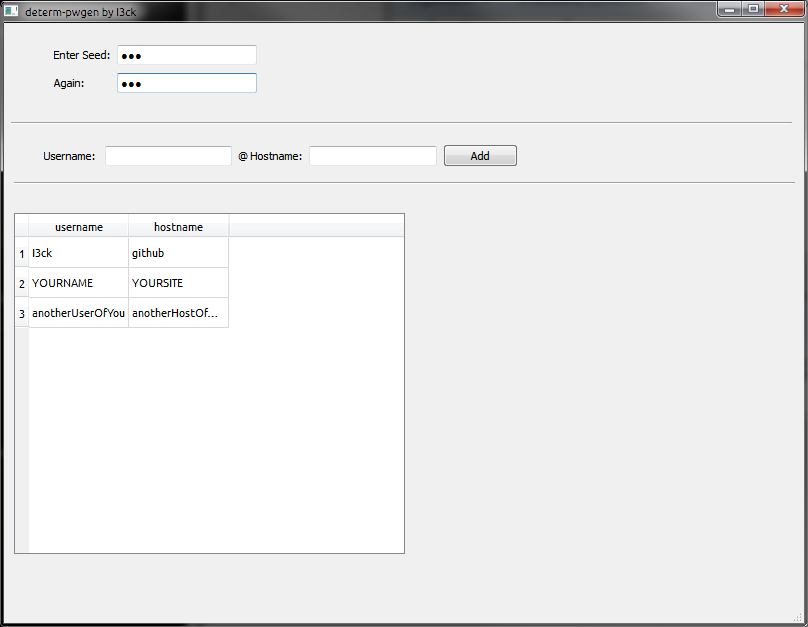 determ-pwgen by l3ck
Enter Seed: ●●●
Again: ●●●
Username: @ Hostname: Add
username hostname
1 l3ck github
2 YOURNAME YOURSITE
3 anotherUserOfYou anotherHostOf...